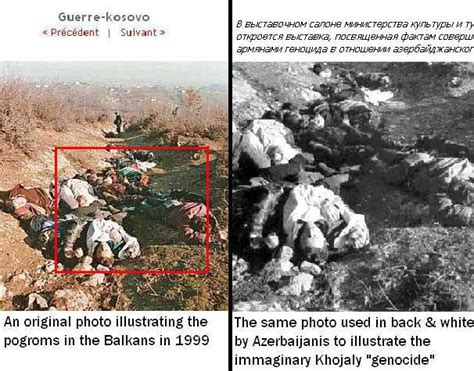 Guerre-kosovo
« Précédent | Suivant »
An original photo illustrating the
pogroms in the Balkans in 1999
В выставочном салоне министерства культуры и ту
откроется выставка, посвященная фактам соверш
армянами геноцида в отношении азербайджанског
The same photo used in back & white
by Azerbaijanis to illustrate the
immaginary Khojaly "genocide"